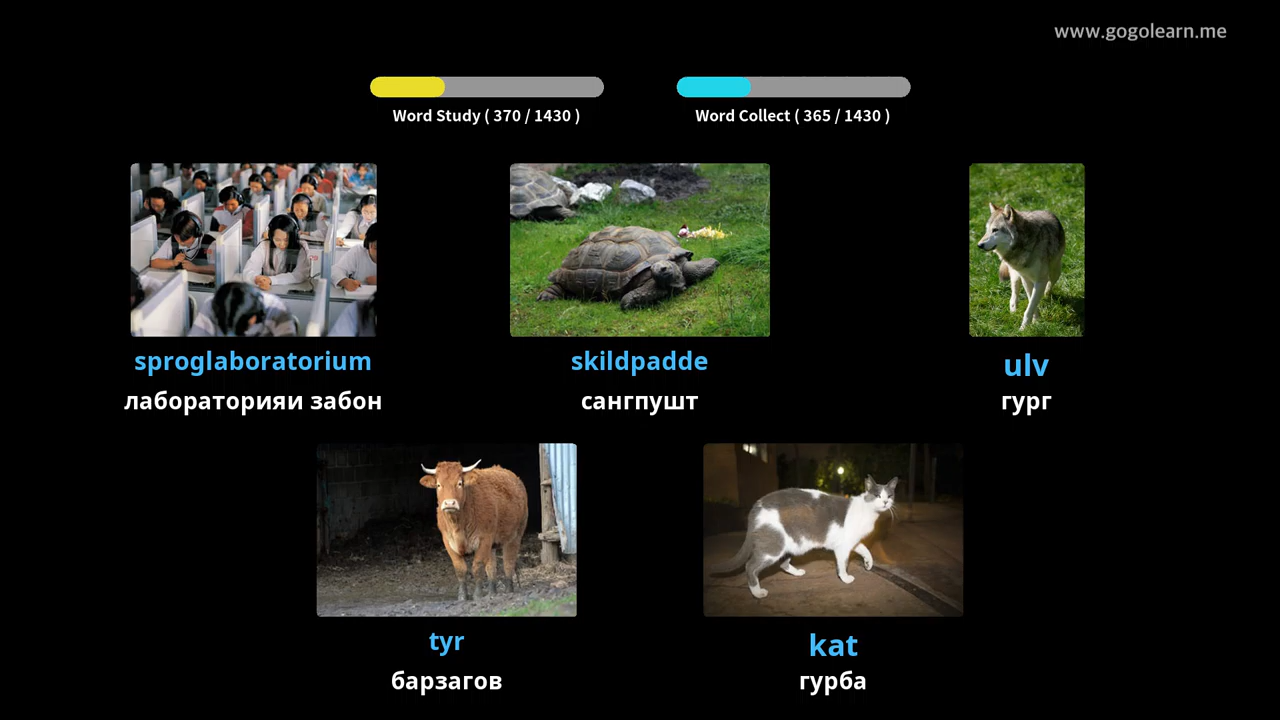 www.gogolearn.me
Word Study ( 370 / 1430 )
Word Collect ( 365 / 1430 )
sproglaboratorium
лабораторияи забон
skildpadde
сангпушт
ulv
гург
tyr
барзагов
kat
гурба